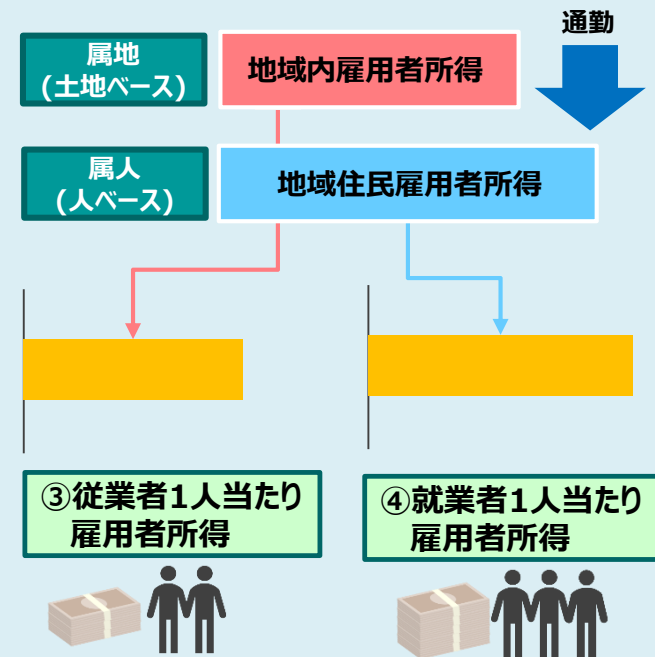 通勤
属地
(土地ベース)
地域内雇用者所得
属人
(人ベース)
地域住民雇用者所得
③従業者1人当たり
雇用者所得
④就業者1人当たり
雇用者所得